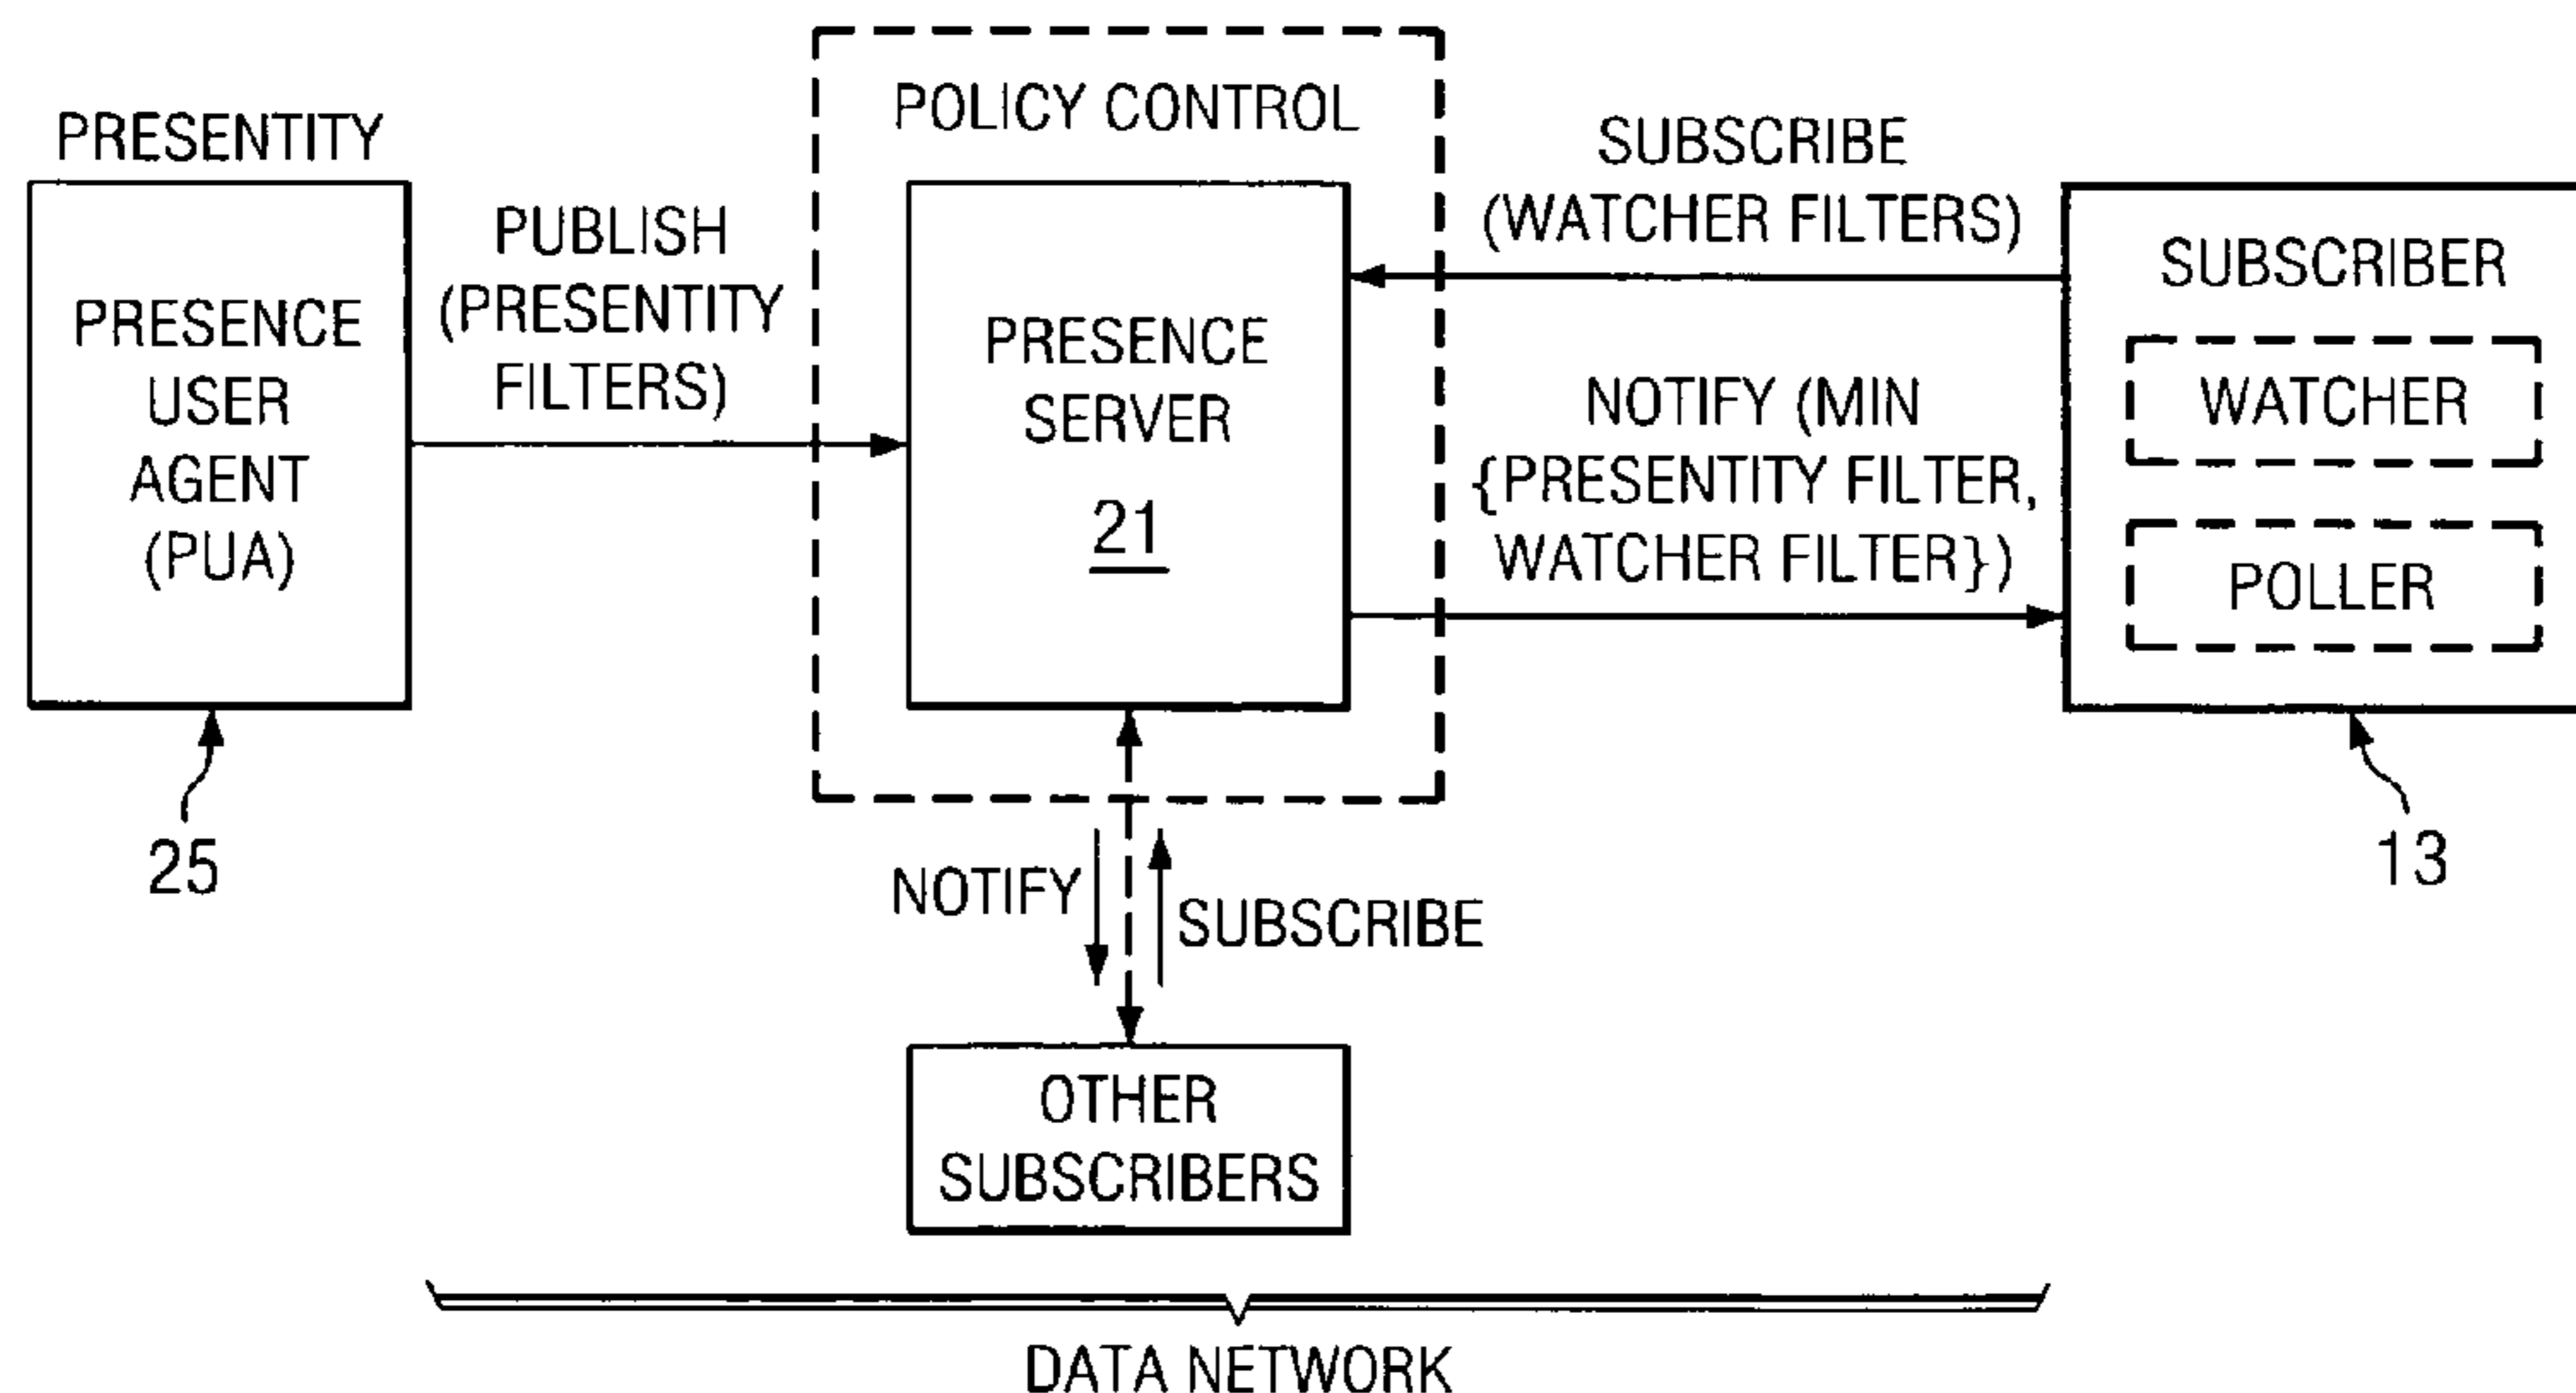 PRESENTITY
PRESENCE
USER
AGENT
(PUA)
25
PUBLISH
(PRESENTITY
FILTERS)
POLICY CONTROL
PRESENCE
SERVER
21
SUBSCRIBE
(WATCHER FILTERS)
NOTIFY (MIN
{PRESENTITY FILTER,
WATCHER FILTER})
SUBSCRIBER
WATCHER
POLLER
13
NOTIFY
SUBSCRIBE
OTHER
SUBSCRIBERS
DATA NETWORK